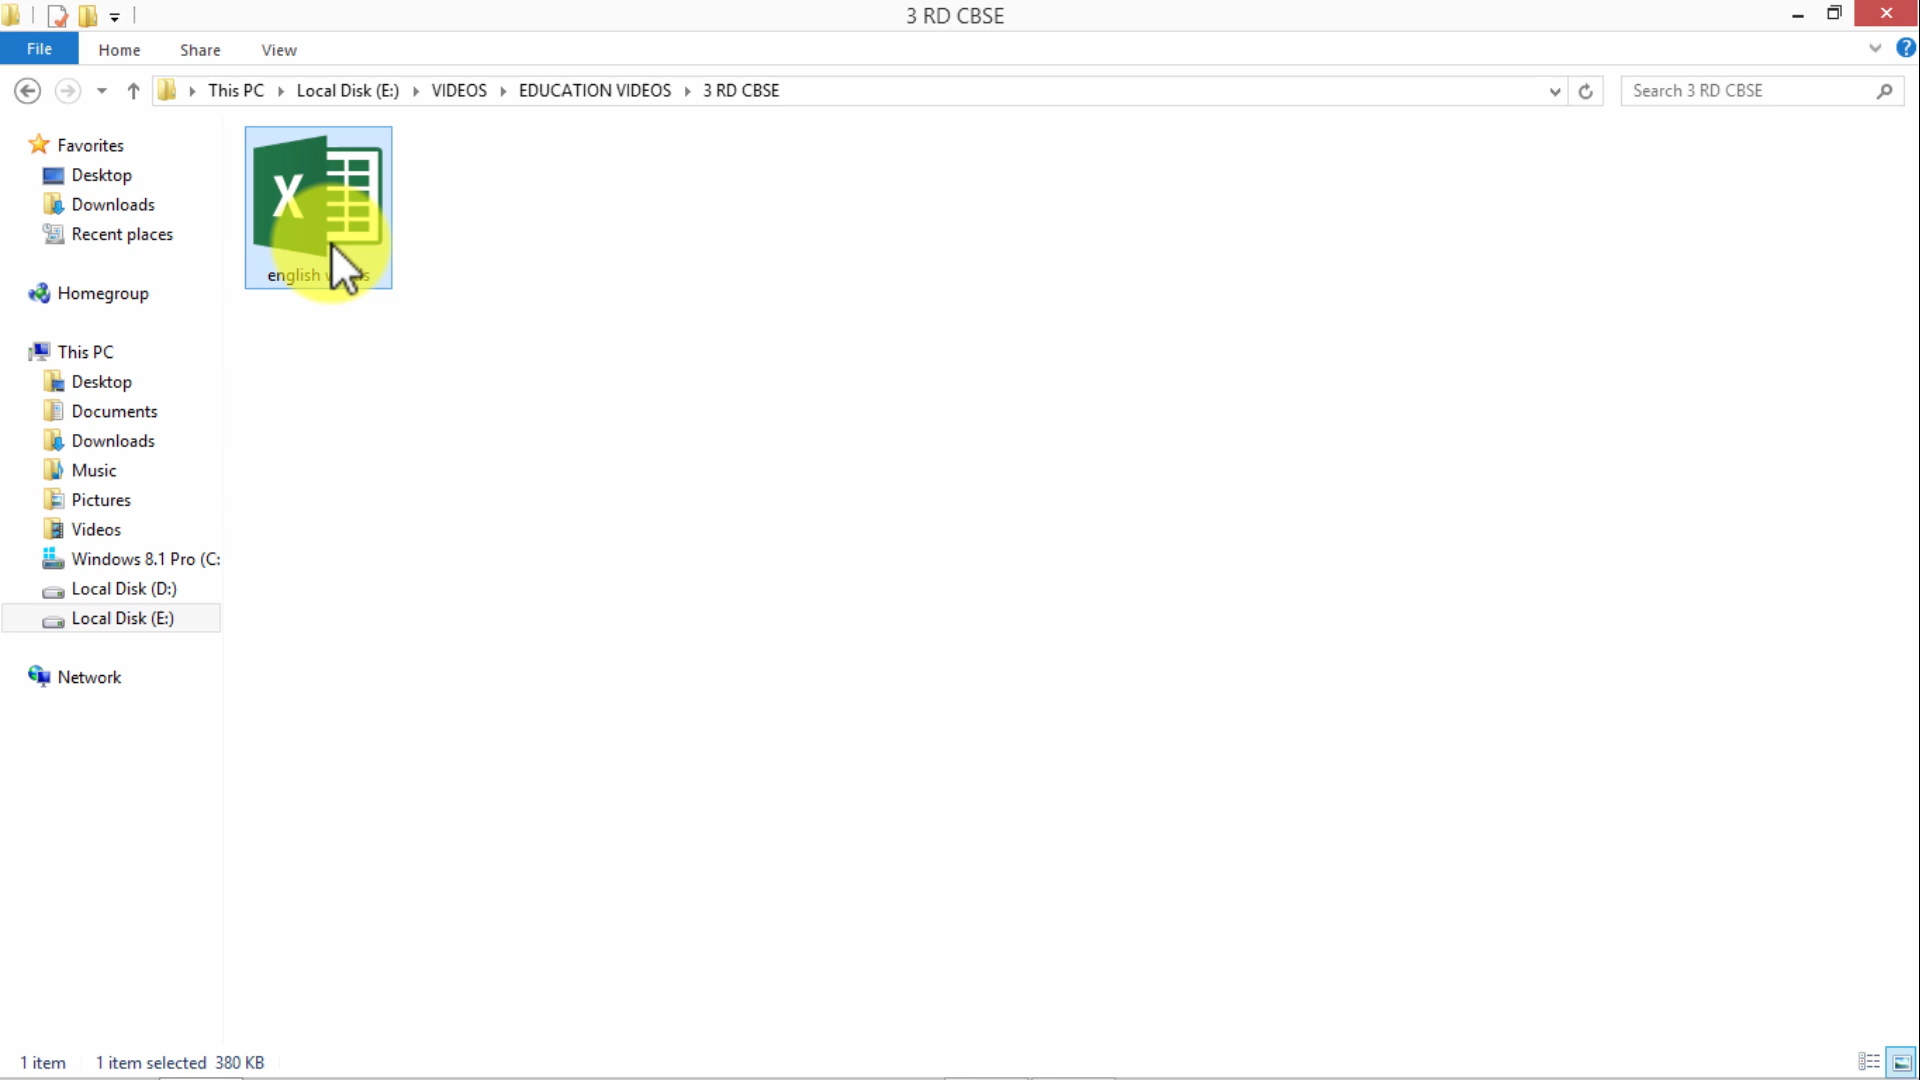 3 RD CBSE
File Home Share View
This PC Local Disk (E:) VIDEOS EDUCATION VIDEOS 3 RD CBSE
Search 3 RD CBSE
Favorites
Desktop
Downloads
Recent places
Homegroup
This PC
Desktop
Documents
Downloads
Music
Pictures
Videos
Windows 8.1 Pro (C:
Local Disk (D:)
Local Disk (E:)
Network
X
english
1 item 1 item selected 380 KB